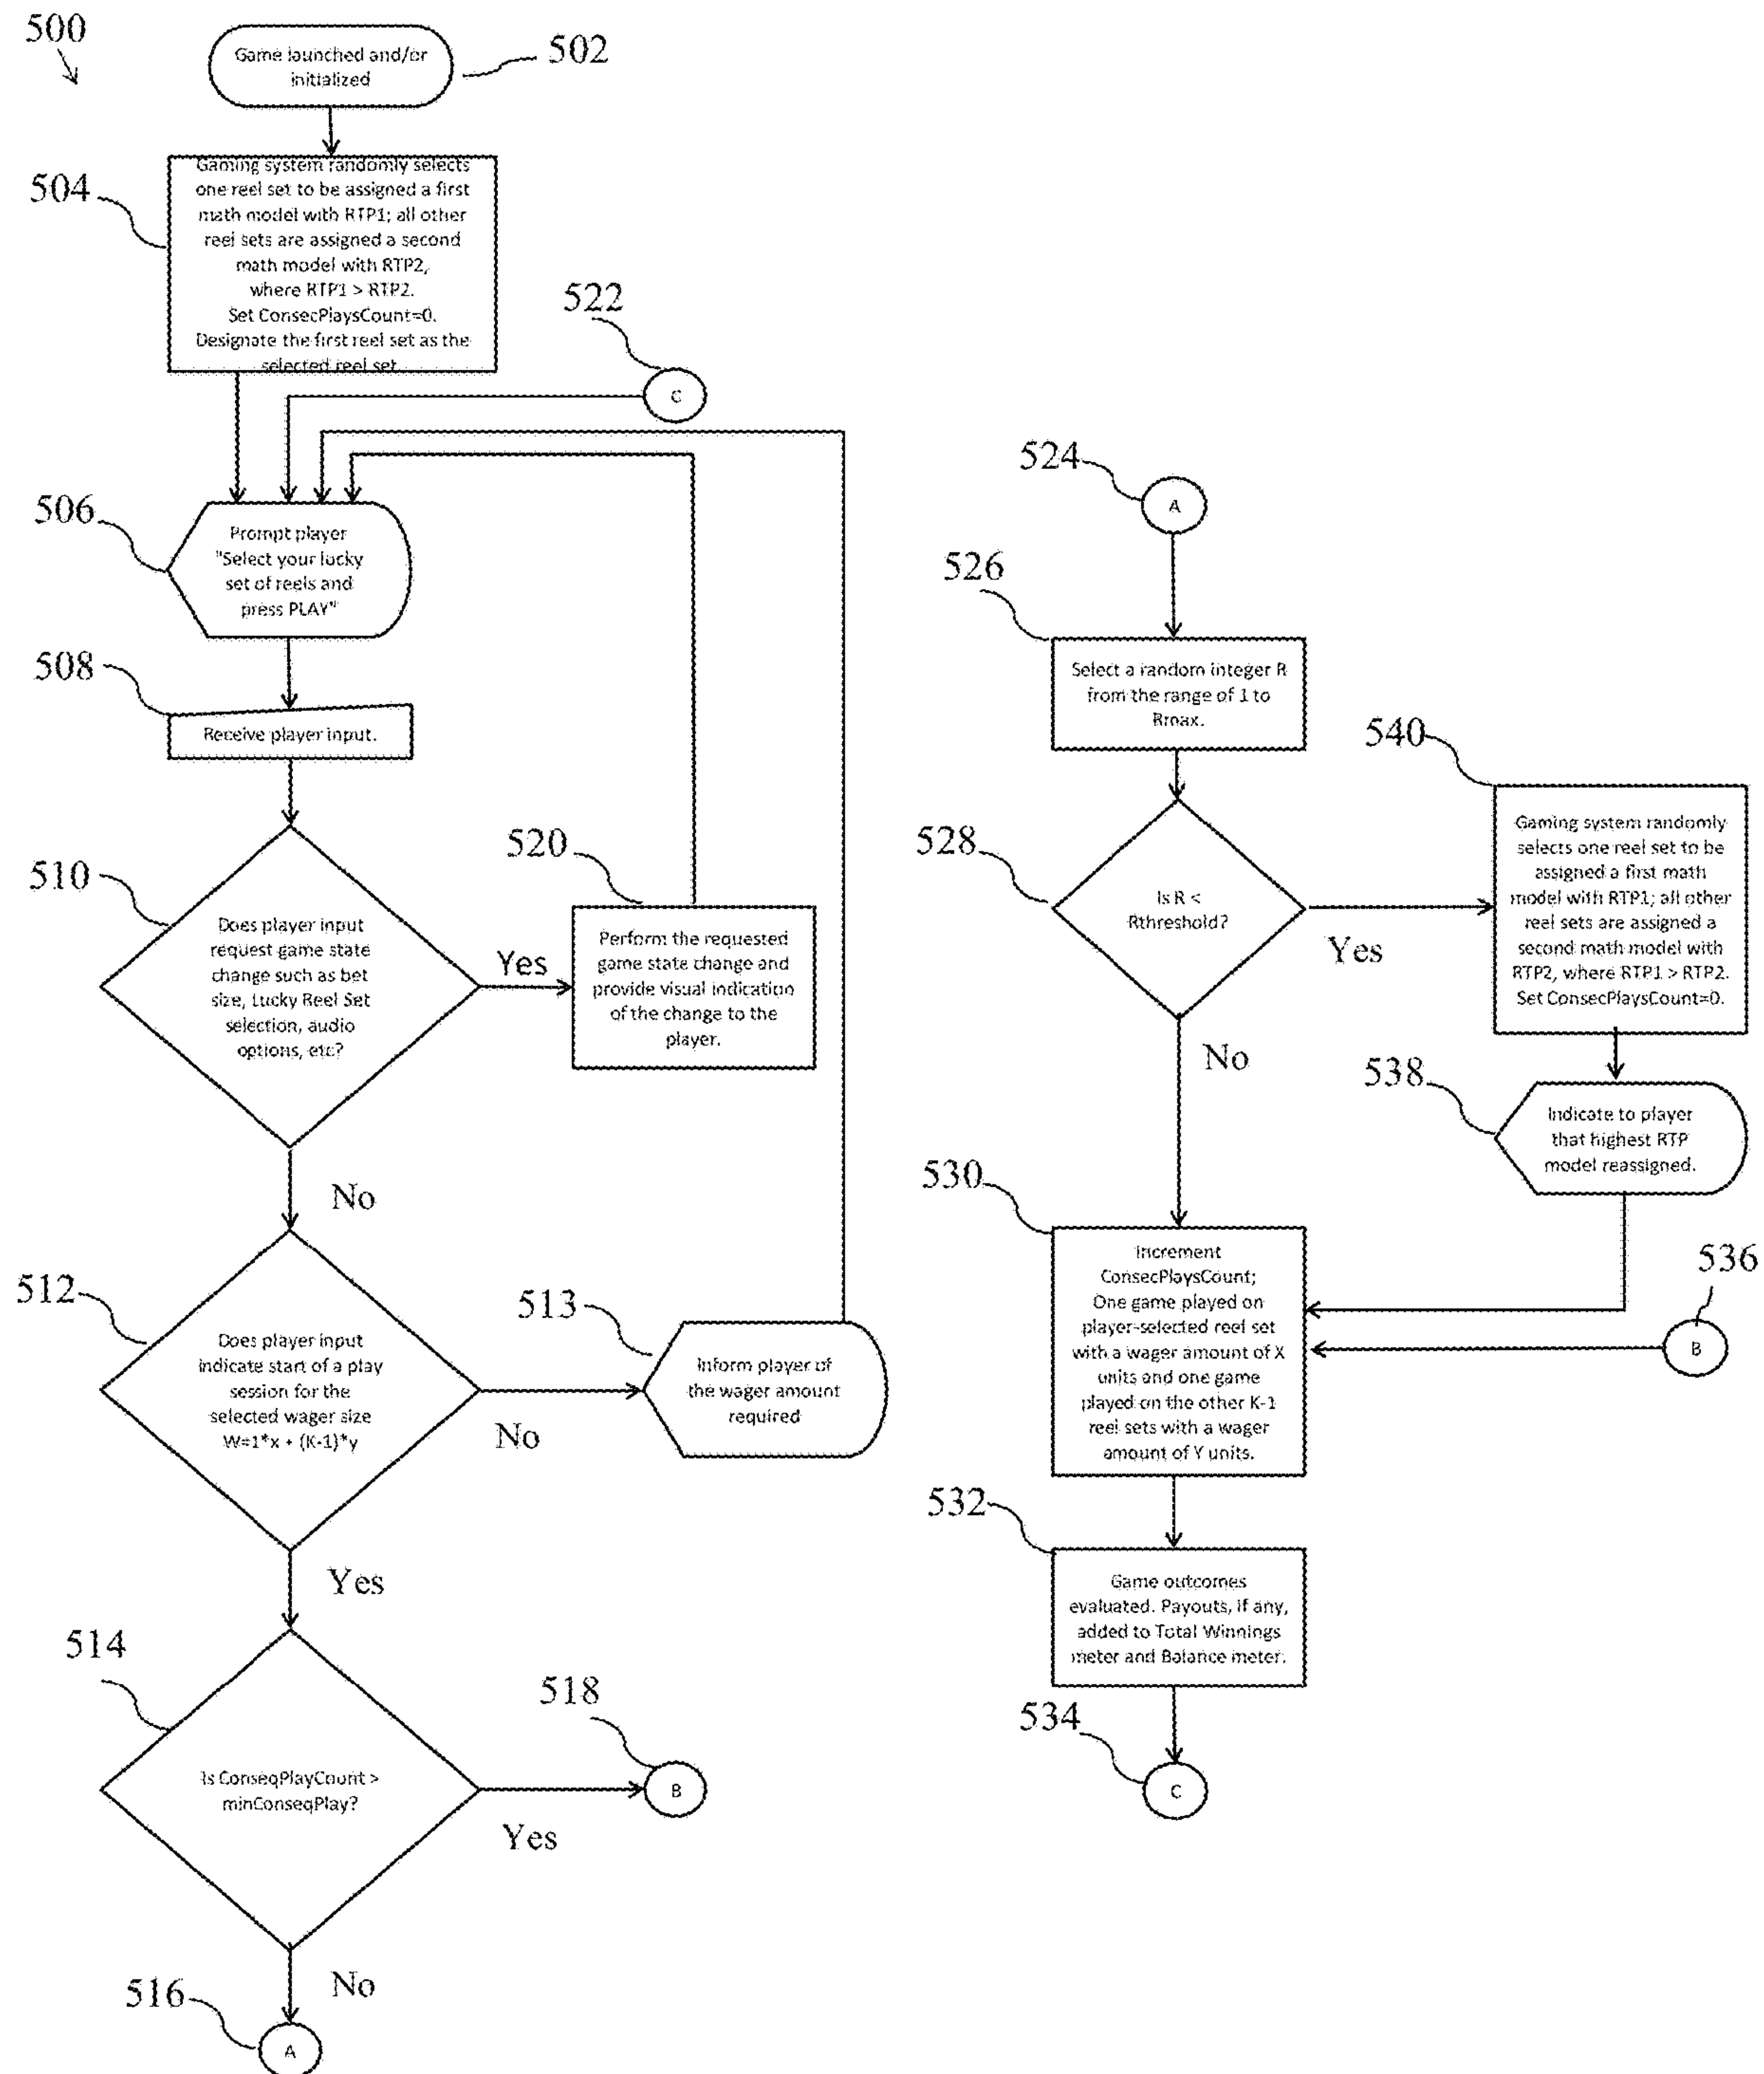 500
502
Game launched and/or
initialized
504
Gaming system randomly selects
one reel set to be assigned a first
math model with RTP1; all other
reel sets are assigned a second
math model with RTP2,
where RTP1 > RTP2.
Set ConsecPlaysCount=0.
Designate the first reel set as the
selected reel set.
522
C
506
Prompt player
"Select your lucky
set of reels and
press PLAY"
508
Receive player input.
510
Does player input
request game state
change such as bet
size, Lucky Reel Set
selection, audio
options, etc?
Yes
520
Perform the requested
game state change and
provide visual indication
of the change to the
player.
No
512
Does player input
indicate start of a play
session for the
selected wager size
W=1*x + (K-1)*y
No
513
Inform player of
the wager amount
required
Yes
514
Is ConseqPlayCount >
minConseqPlay?
Yes
518
B
No
516
A
524
A
526
Select a random integer R
from the range of 1 to
Rmax.
528
Is R <
Rthreshold?
Yes
No
540
Gaming system randomly
selects one reel set to be
assigned a first math
model with RTP1; all other
reel sets are assigned a
second math model with
RTP2, where RTP1 > RTP2.
Set ConsecPlaysCount=0.
538
Indicate to player
that highest RTP
model reassigned.
530
Increment
ConsecPlaysCount;
One game played on
player-selected reel set
with a wager amount of X
units and one game
played on the other K-1
reel sets with a wager
amount of Y units.
536
B
532
Game outcomes
evaluated. Payouts, if any,
added to Total Winnings
meter and Balance meter.
534
C